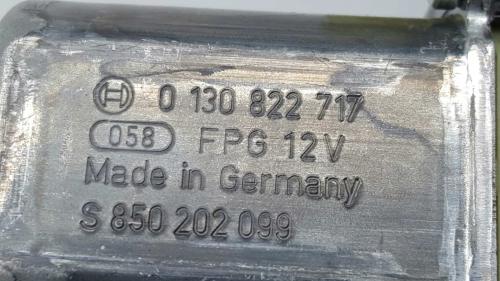 0 130 822 717
058 FPG 12V
Made in Germany
S 850 202 099